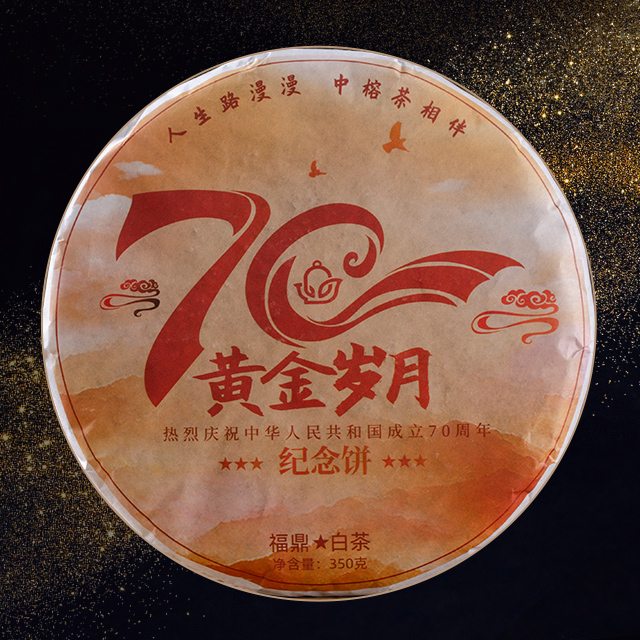 人生路漫漫 中榕茶相伴
70
黄金岁月
热烈庆祝中华人民共和国成立70周年
★★★ 纪念饼 ★★★
福鼎★白茶
净含量：350克